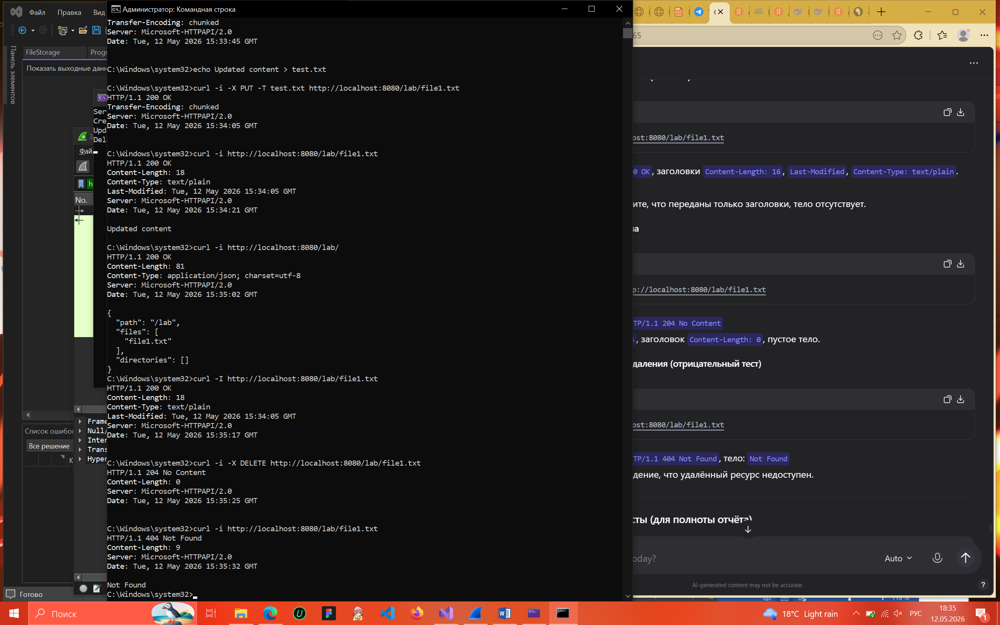 Файл Правка Вид
FileStorage Progr
Показать выходные данн
Панель элементов
Ser
Cre
Upd
Del
Фай
No.
Frame
Null/
Inter
Trans
Hyper
Список ошибок
Все решение
К
Готово
Администратор: Командная строка
Transfer-Encoding: chunked
Server: Microsoft-HTTPAPI/2.0
Date: Tue, 12 May 2026 15:33:45 GMT
C:\Windows\system32>echo Updated content > test.txt
C:\Windows\system32>curl -i -X PUT -T test.txt http://localhost:8080/lab/file1.txt
HTTP/1.1 200 OK
Transfer-Encoding: chunked
Server: Microsoft-HTTPAPI/2.0
Date: Tue, 12 May 2026 15:34:05 GMT
C:\Windows\system32>curl -i http://localhost:8080/lab/file1.txt
HTTP/1.1 200 OK
Content-Length: 18
Content-Type: text/plain
Last-Modified: Tue, 12 May 2026 15:34:05 GMT
Server: Microsoft-HTTPAPI/2.0
Date: Tue, 12 May 2026 15:34:21 GMT
Updated content
C:\Windows\system32>curl -i http://localhost:8080/lab/
HTTP/1.1 200 OK
Content-Length: 81
Content-Type: application/json; charset=utf-8
Server: Microsoft-HTTPAPI/2.0
Date: Tue, 12 May 2026 15:35:02 GMT
{
"path": "/lab",
"files": [
"file1.txt"
],
"directories": []
}
C:\Windows\system32>curl -I http://localhost:8080/lab/file1.txt
HTTP/1.1 200 OK
Content-Length: 18
Content-Type: text/plain
Last-Modified: Tue, 12 May 2026 15:34:05 GMT
Server: Microsoft-HTTPAPI/2.0
Date: Tue, 12 May 2026 15:35:17 GMT
C:\Windows\system32>curl -i -X DELETE http://localhost:8080/lab/file1.txt
HTTP/1.1 204 No Content
Content-Length: 0
Server: Microsoft-HTTPAPI/2.0
Date: Tue, 12 May 2026 15:35:25 GMT
C:\Windows\system32>curl -i http://localhost:8080/lab/file1.txt
HTTP/1.1 404 Not Found
Content-Length: 9
Server: Microsoft-HTTPAPI/2.0
Date: Tue, 12 May 2026 15:35:32 GMT
Not Found
C:\Windows\system32>
65
ost:8080/lab/file1.txt
0 OK, заголовки Content-Length: 16, Last-Modified, Content-Type: text/plain.
ите, что переданы только заголовки, тело отсутствует.
ла
p://localhost:8080/lab/file1.txt
TP/1.1 204 No Content
, заголовок Content-Length: 0, пустое тело.
даления (отрицательный тест)
ost:8080/lab/file1.txt
TP/1.1 404 Not Found, тело: Not Found
дение, что удалённый ресурс недоступен.
сты (для полноты отчёта)
oday?
Auto
AI-generated content may not be accurate.
?
Поиск
18°C Light rain
РУС
18:35
12.05.2026
1